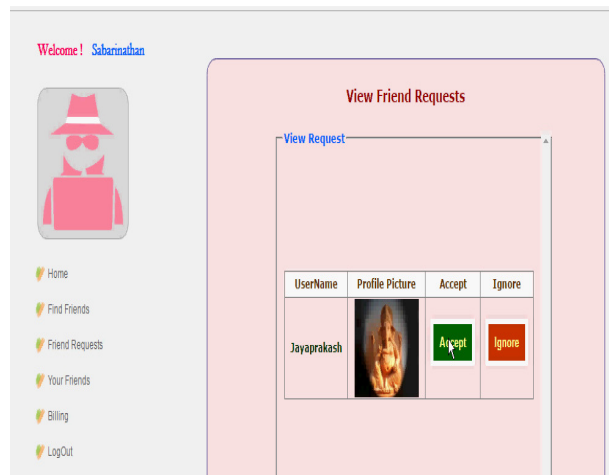 Welcome ! Sabarinathan
Home
Find Friends
Friend Requests
Your Friends
Billing
LogOut
View Friend Requests
View Request
UserName Profile Picture Accept Ignore
Jayaprakash Accept Ignore